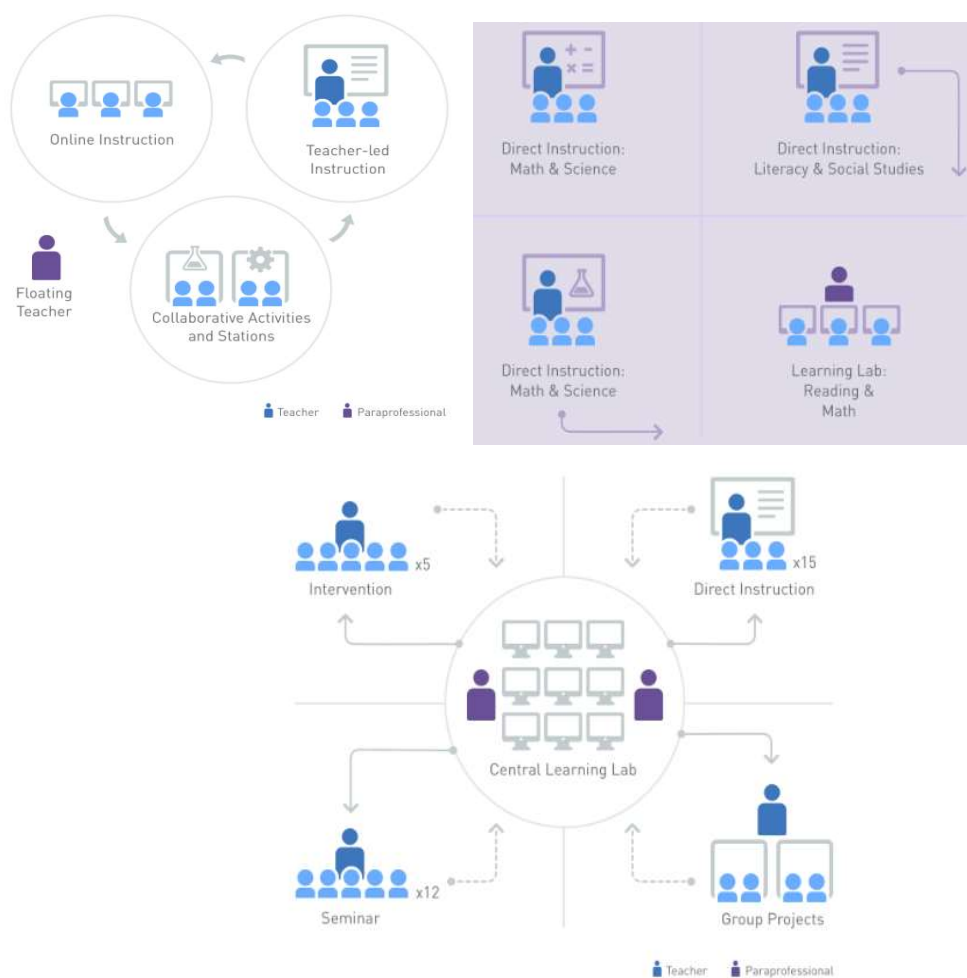 Online Instruction
Teacher-led
Instruction
Floating
Teacher
Collaborative Activities
and Stations
Teacher
Paraprofessional
Direct Instruction:
Math & Science
Direct Instruction:
Literacy & Social Studies
Direct Instruction:
Math & Science
Learning Lab:
Reading &
Math
x5
Intervention
x15
Direct Instruction
Central Learning Lab
x12
Seminar
Group Projects
Teacher
Paraprofessional